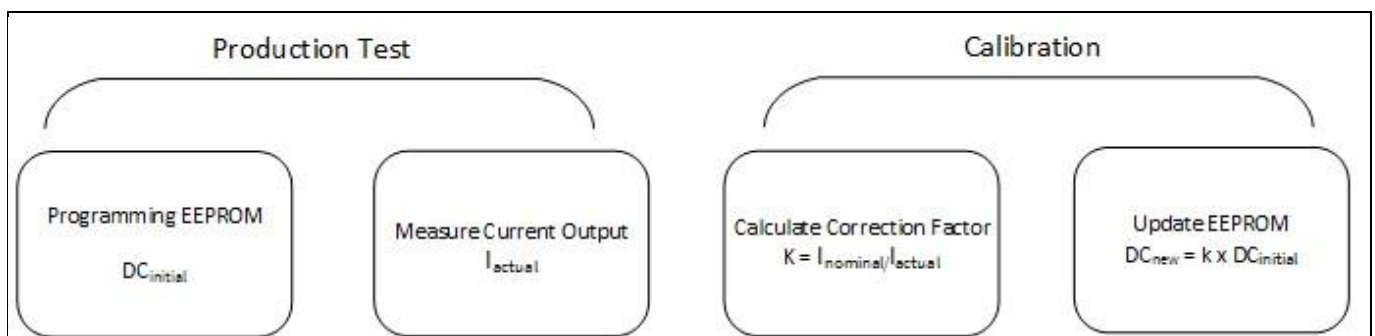 Production Test
Calibration
Programming EEPROM
DCinitial
Measure Current Output
Iactual
Calculate Correction Factor
K = Inominal/Iactual
Update EEPROM
DCnew = k x DCinitial